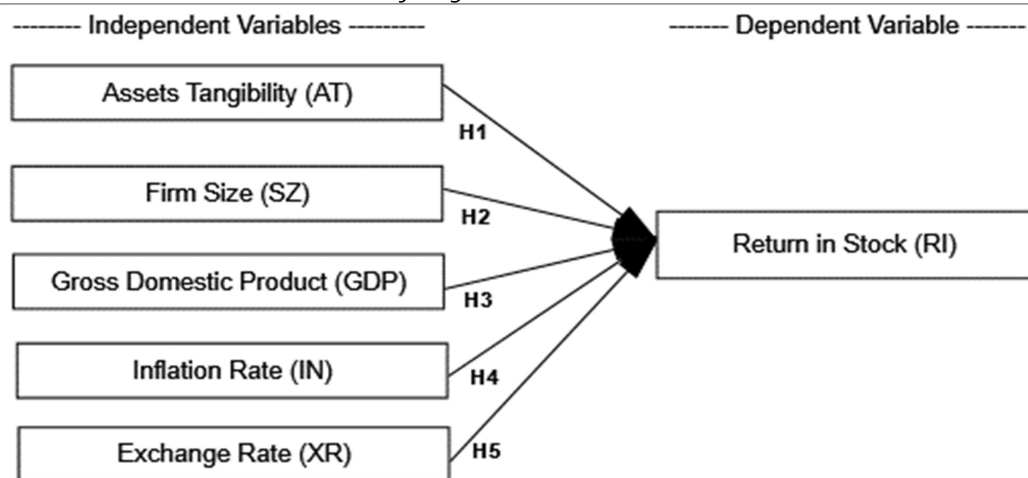 -------- Independent Variables ---------
------- Dependent Variable -------
Assets Tangibility (AT)
H1
Firm Size (SZ)
H2
Return in Stock (RI)
Gross Domestic Product (GDP)
H3
Inflation Rate (IN)
H4
Exchange Rate (XR)
H5